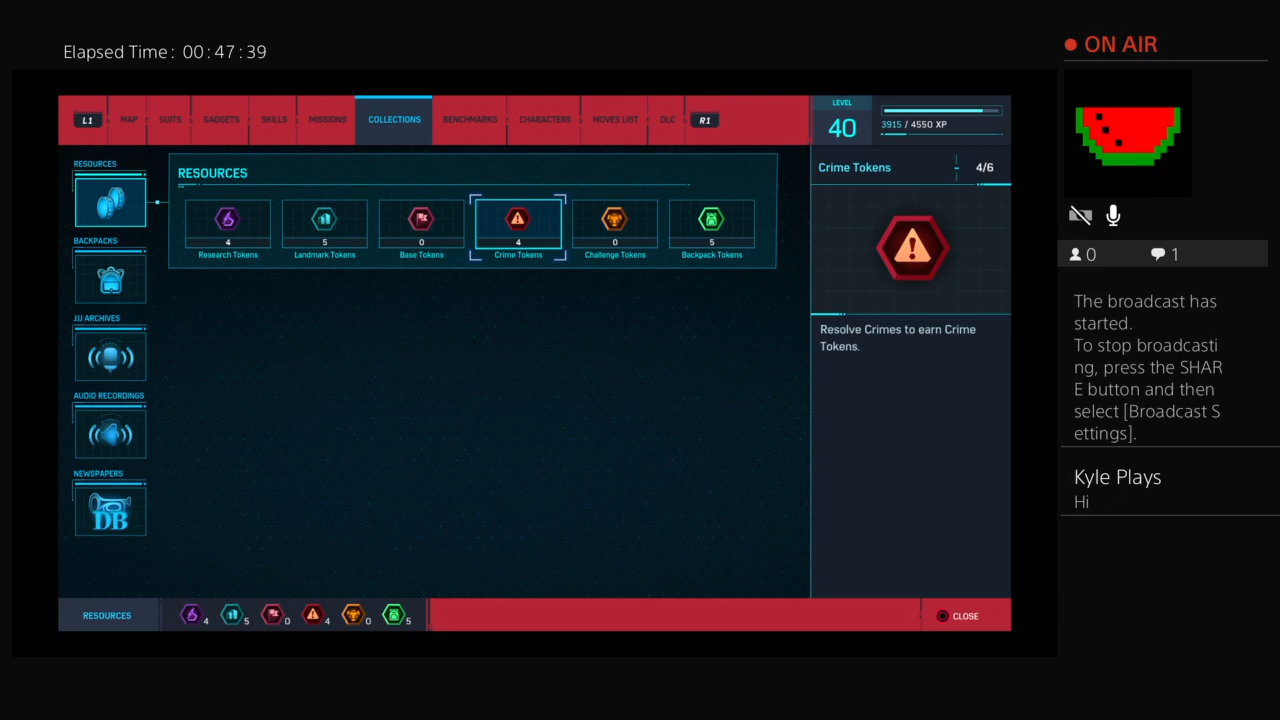 Elapsed Time: 00:47:39
ON AIR
L1 MAP SUITS GADGETS SKILLS MISSIONS COLLECTIONS BENCHMARKS CHARACTERS MOVES LIST DLC R1
LEVEL
40
3915 / 4550 XP
RESOURCES
BACKPACKS
JJJ ARCHIVES
AUDIO RECORDINGS
NEWSPAPERS
DB
RESOURCES
4 5 0 4 0 5
Research Tokens Landmark Tokens Base Tokens Crime Tokens Challenge Tokens Backpack Tokens
Crime Tokens 4/6
Resolve Crimes to earn Crime
Tokens.
RESOURCES 4 5 0 4 0 5 CLOSE
0 1
The broadcast has
started.
To stop broadcasti
ng, press the SHAR
E button and then
select [Broadcast S
ettings].
Kyle Plays
Hi